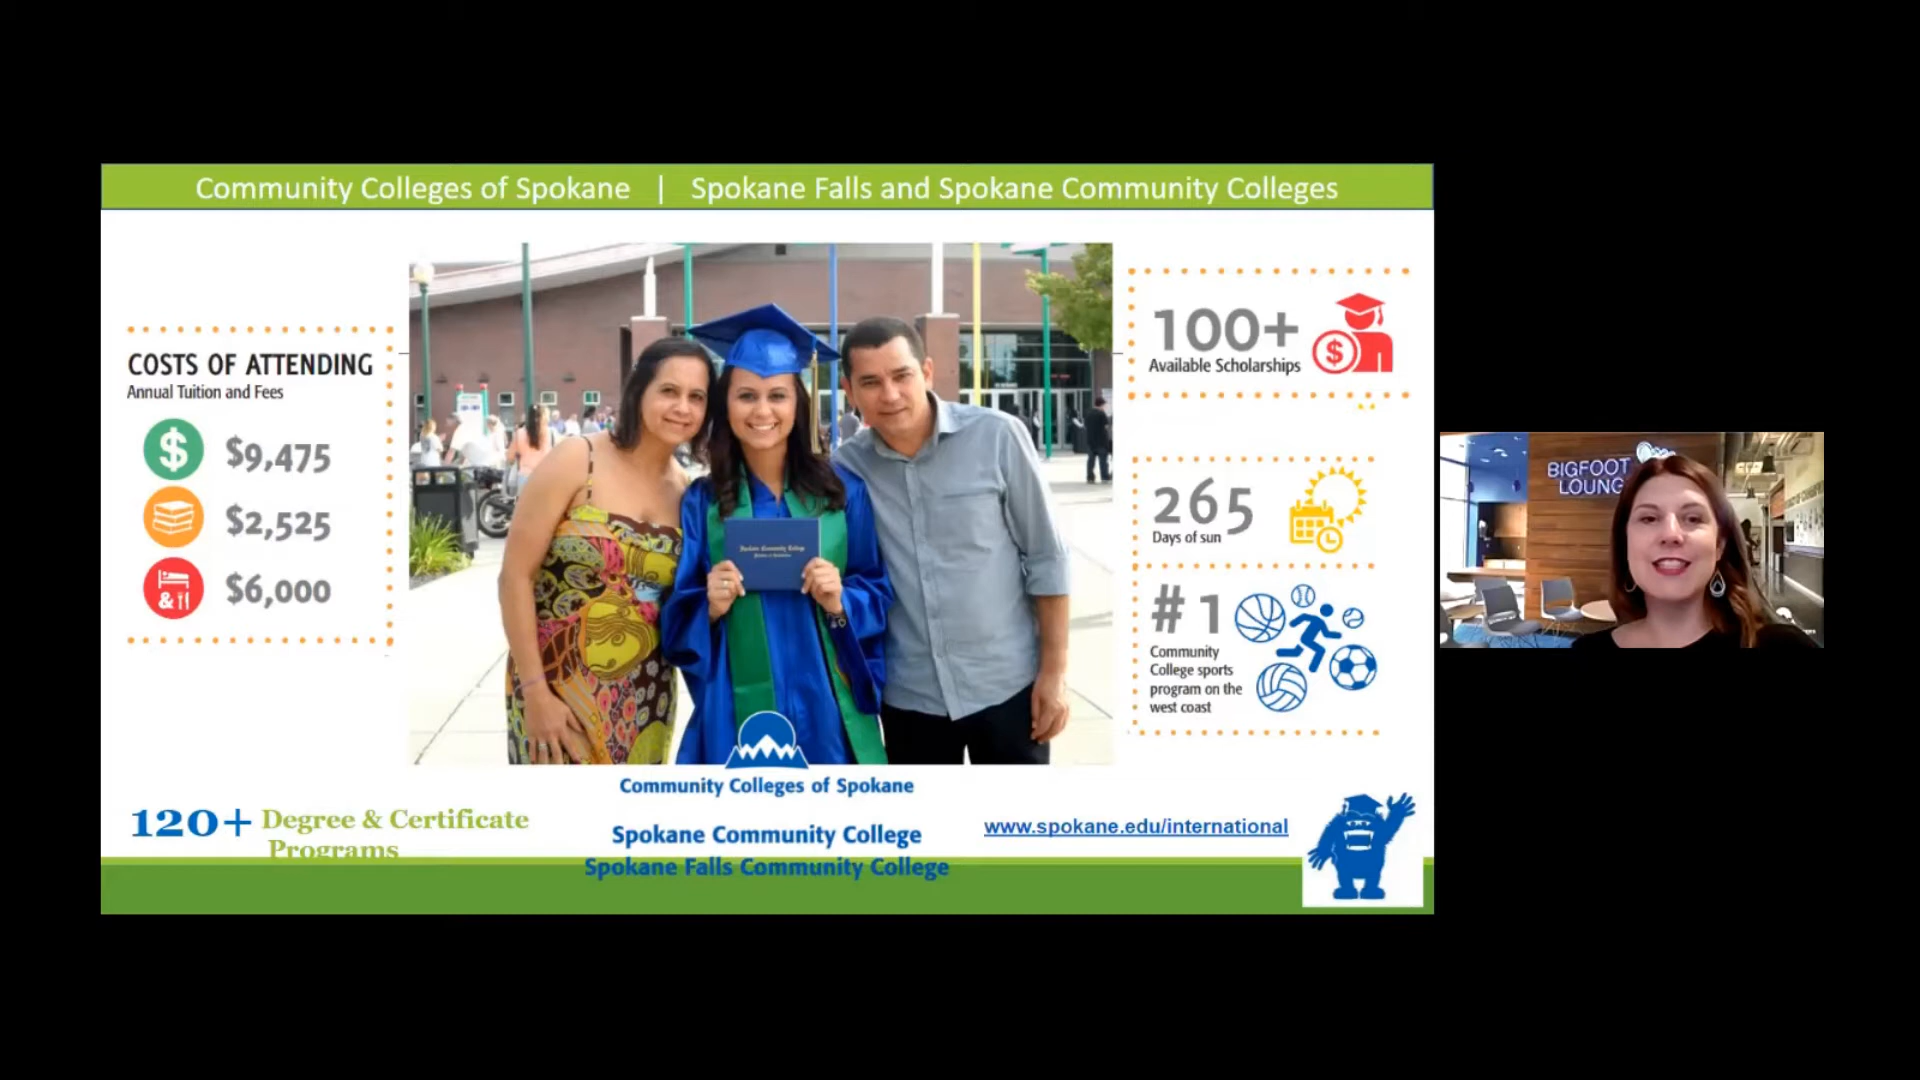 Community Colleges of Spokane | Spokane Falls and Spokane Community Colleges
COSTS OF ATTENDING
Annual Tuition and Fees
$
$9,475
$2,525
&
$6,000
Spokane Community College
100+
Available Scholarships
$
265
Days of sun
#1
Community
College sports
program on the
west coast
BIGFOOT
LOUNG
Community Colleges of Spokane
Spokane Community College
Spokane Falls Community College
120+ Degree & Certificate
Programs
www.spokane.edu/international